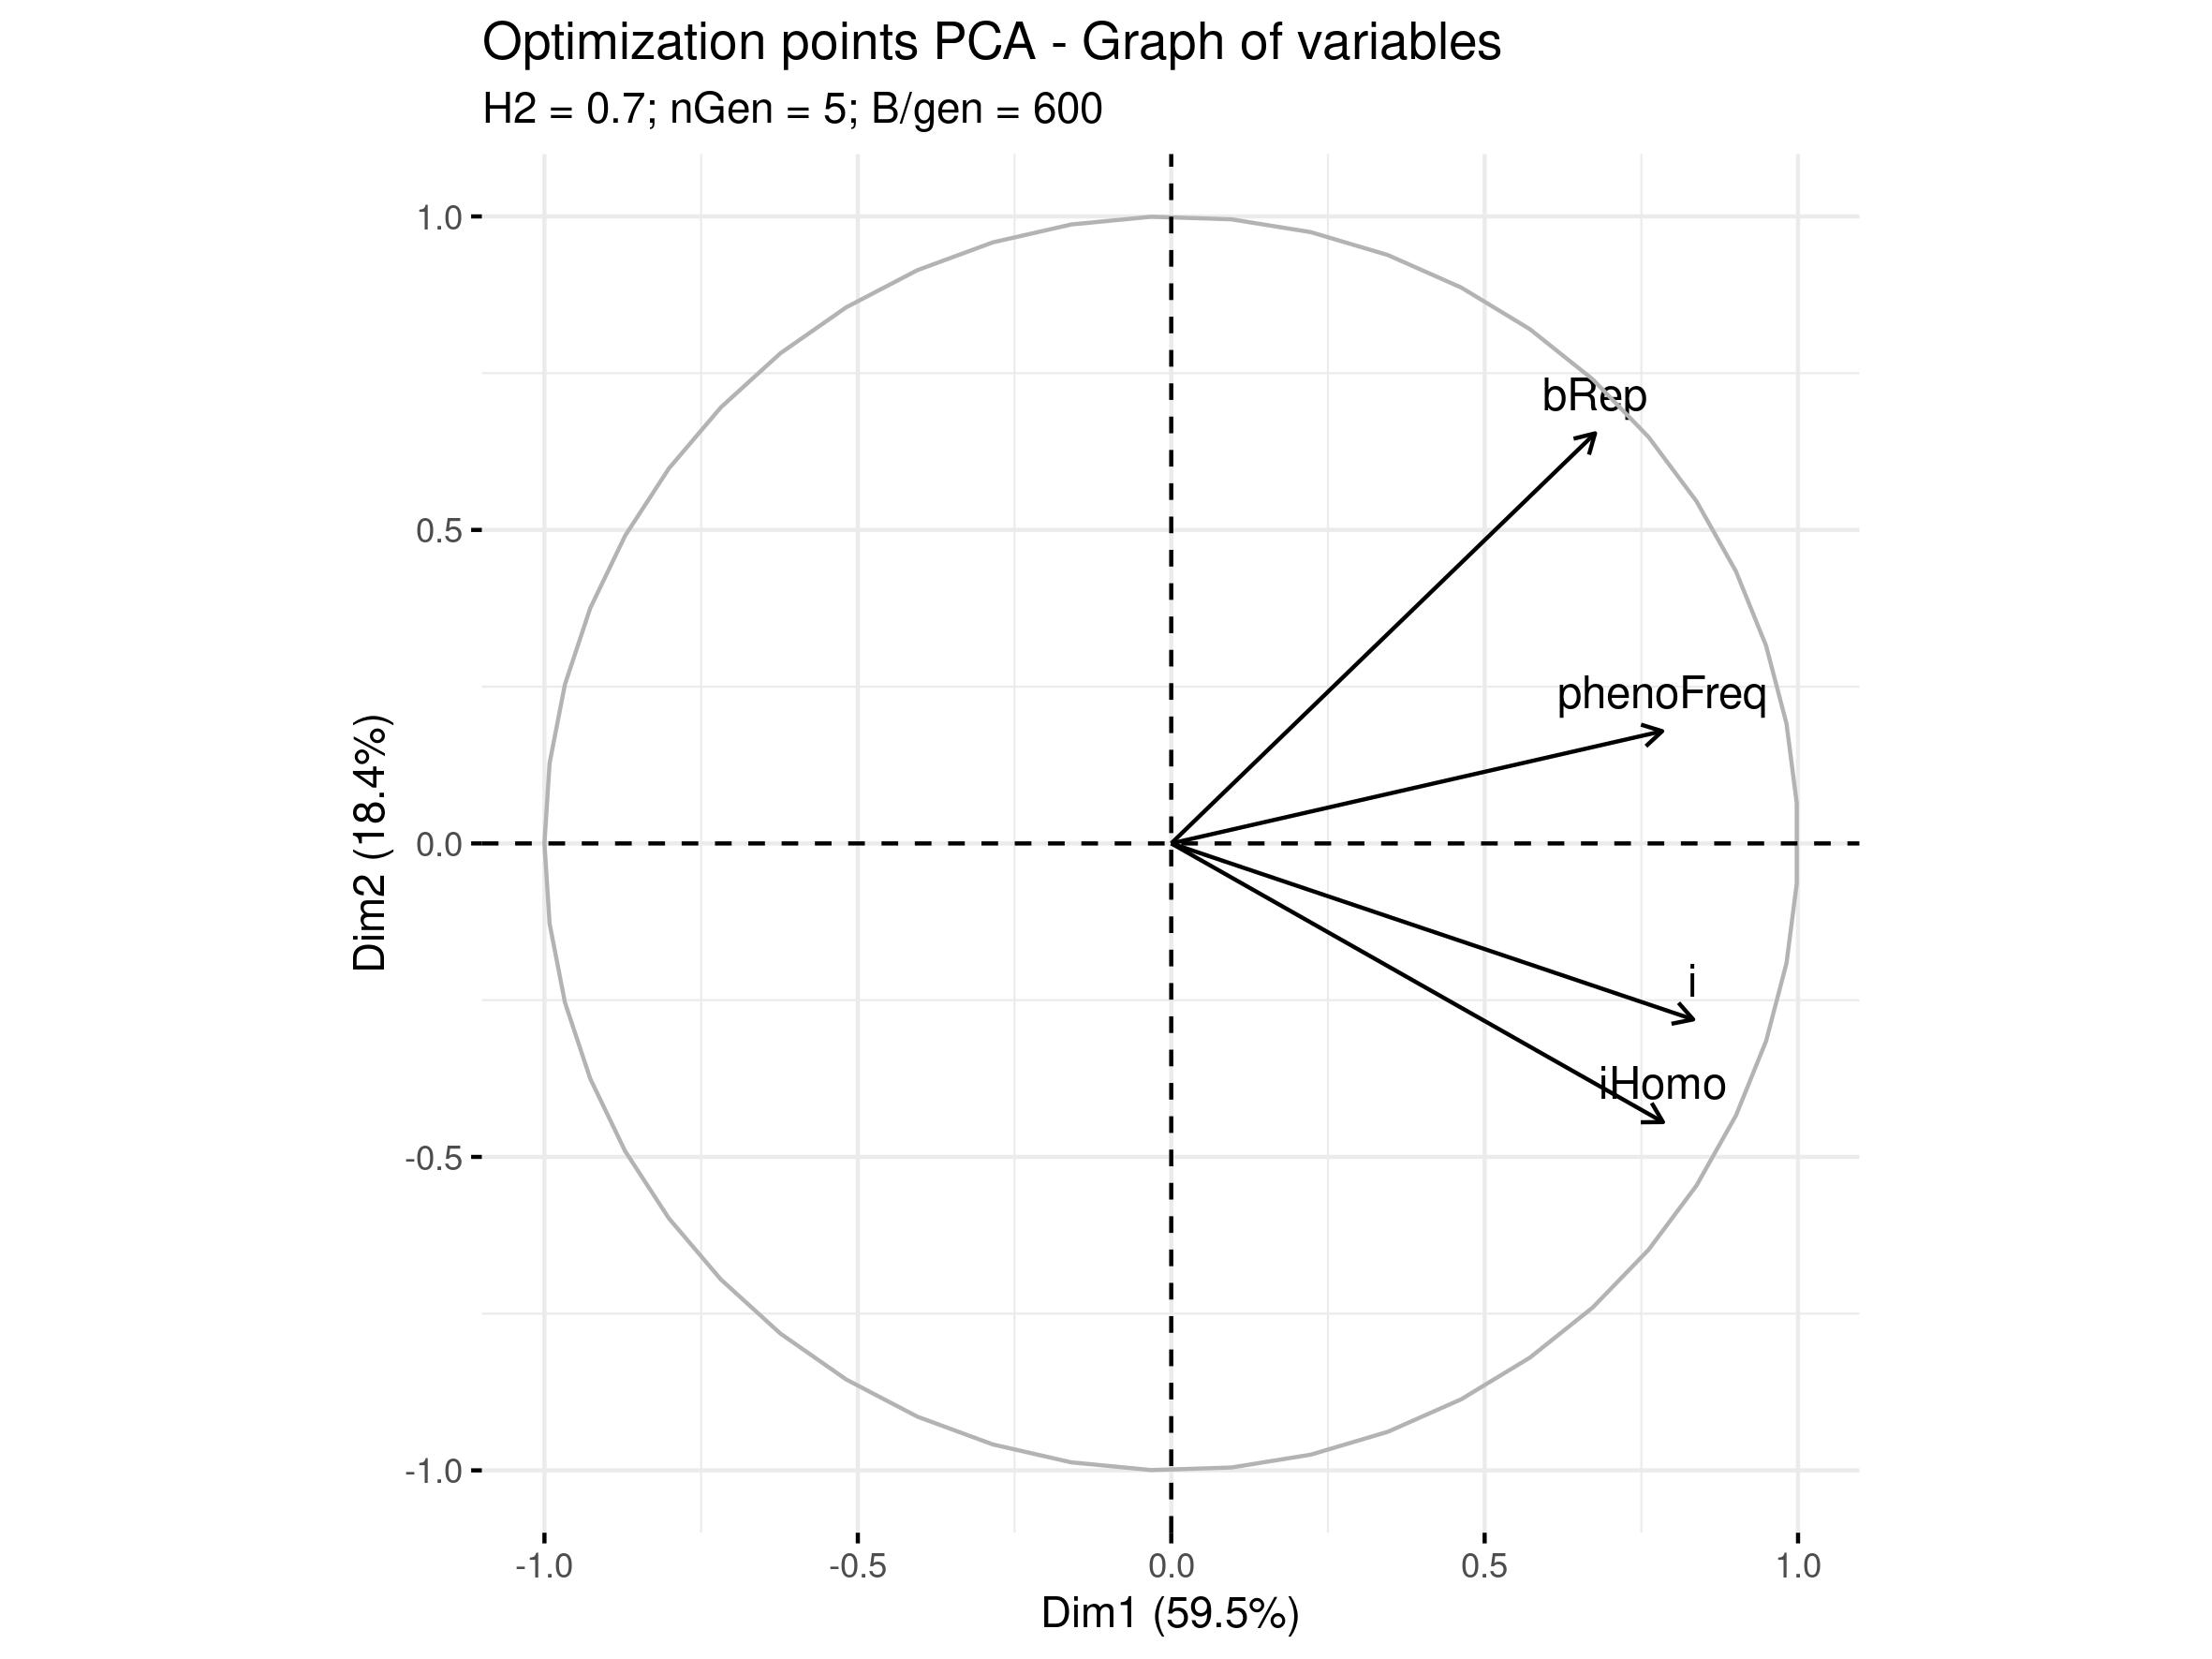 Optimization points PCA - Graph of variables
H2 = 0.7; nGen = 5; B/gen = 600
1.0
0.5
0.0
-0.5
-1.0
Dim2 (18.4%)
bRep
phenoFreq
i
iHomo
-1.0
-0.5
0.0
0.5
1.0
Dim1 (59.5%)